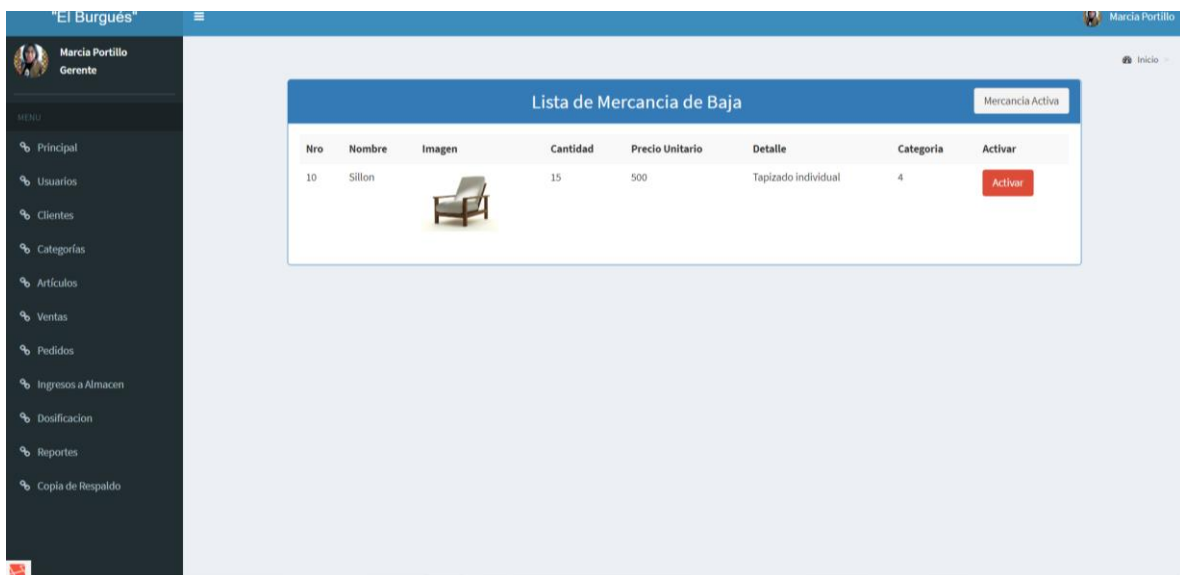 "El Burgués"
Marcia Portillo
Marcia Portillo
Gerente
Inicio
MENU
Lista de Mercancia de Baja
Mercancia Activa
Nro Nombre Imagen Cantidad Precio Unitario Detalle Categoria Activar
10 Sillon 15 500 Tapizado individual 4 Activar
Principal
Usuarios
Clientes
Categorías
Artículos
Ventas
Pedidos
Ingresos a Almacen
Dosificacion
Reportes
Copia de Respaldo